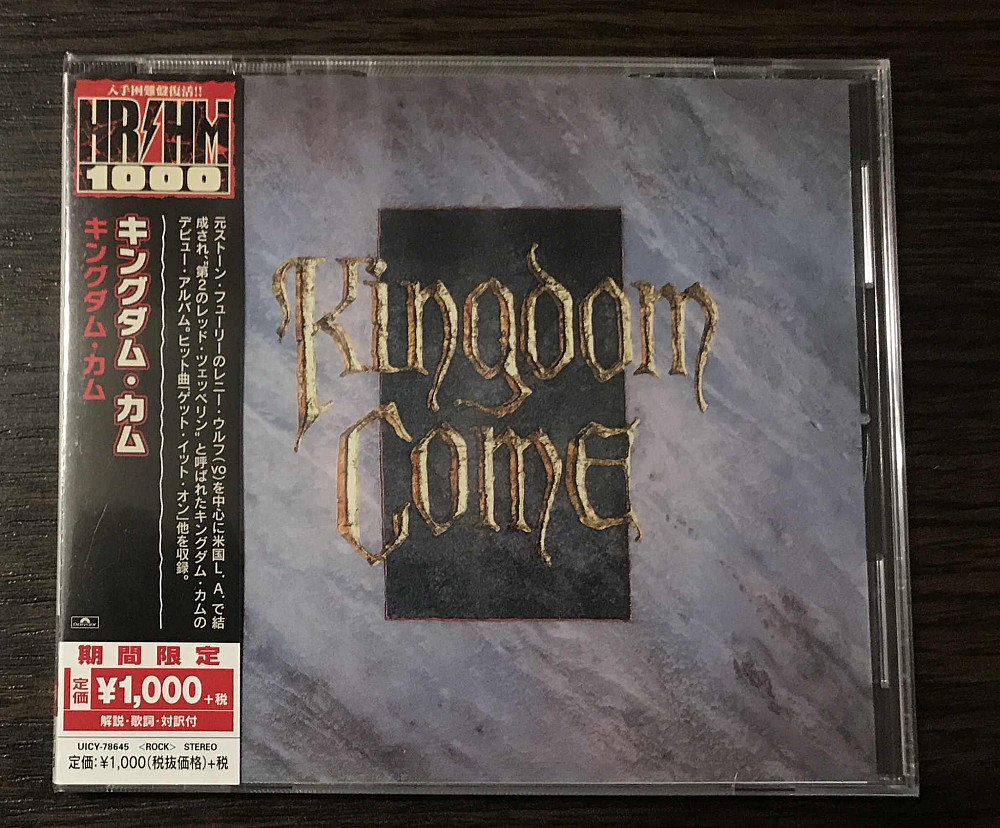 入手困難盤復活!!
HR/HM
1000
キングダム・カム
キングダム・カム
元ストーン・フューリーのレニー・ウルフ(vo)を中心に米国L.A.で結
成され、"第2のレッド・ツェッペリン"と呼ばれたキングダム・カムの
デビュー・アルバム。ヒット曲「ゲット・イット・オン」他を収録。
期間限定
定価 ¥1,000+税
解説・歌詞・対訳付
UICY-78645 <ROCK> STEREO
定価:¥1,000(税抜価格)+税
Kingdom
Come